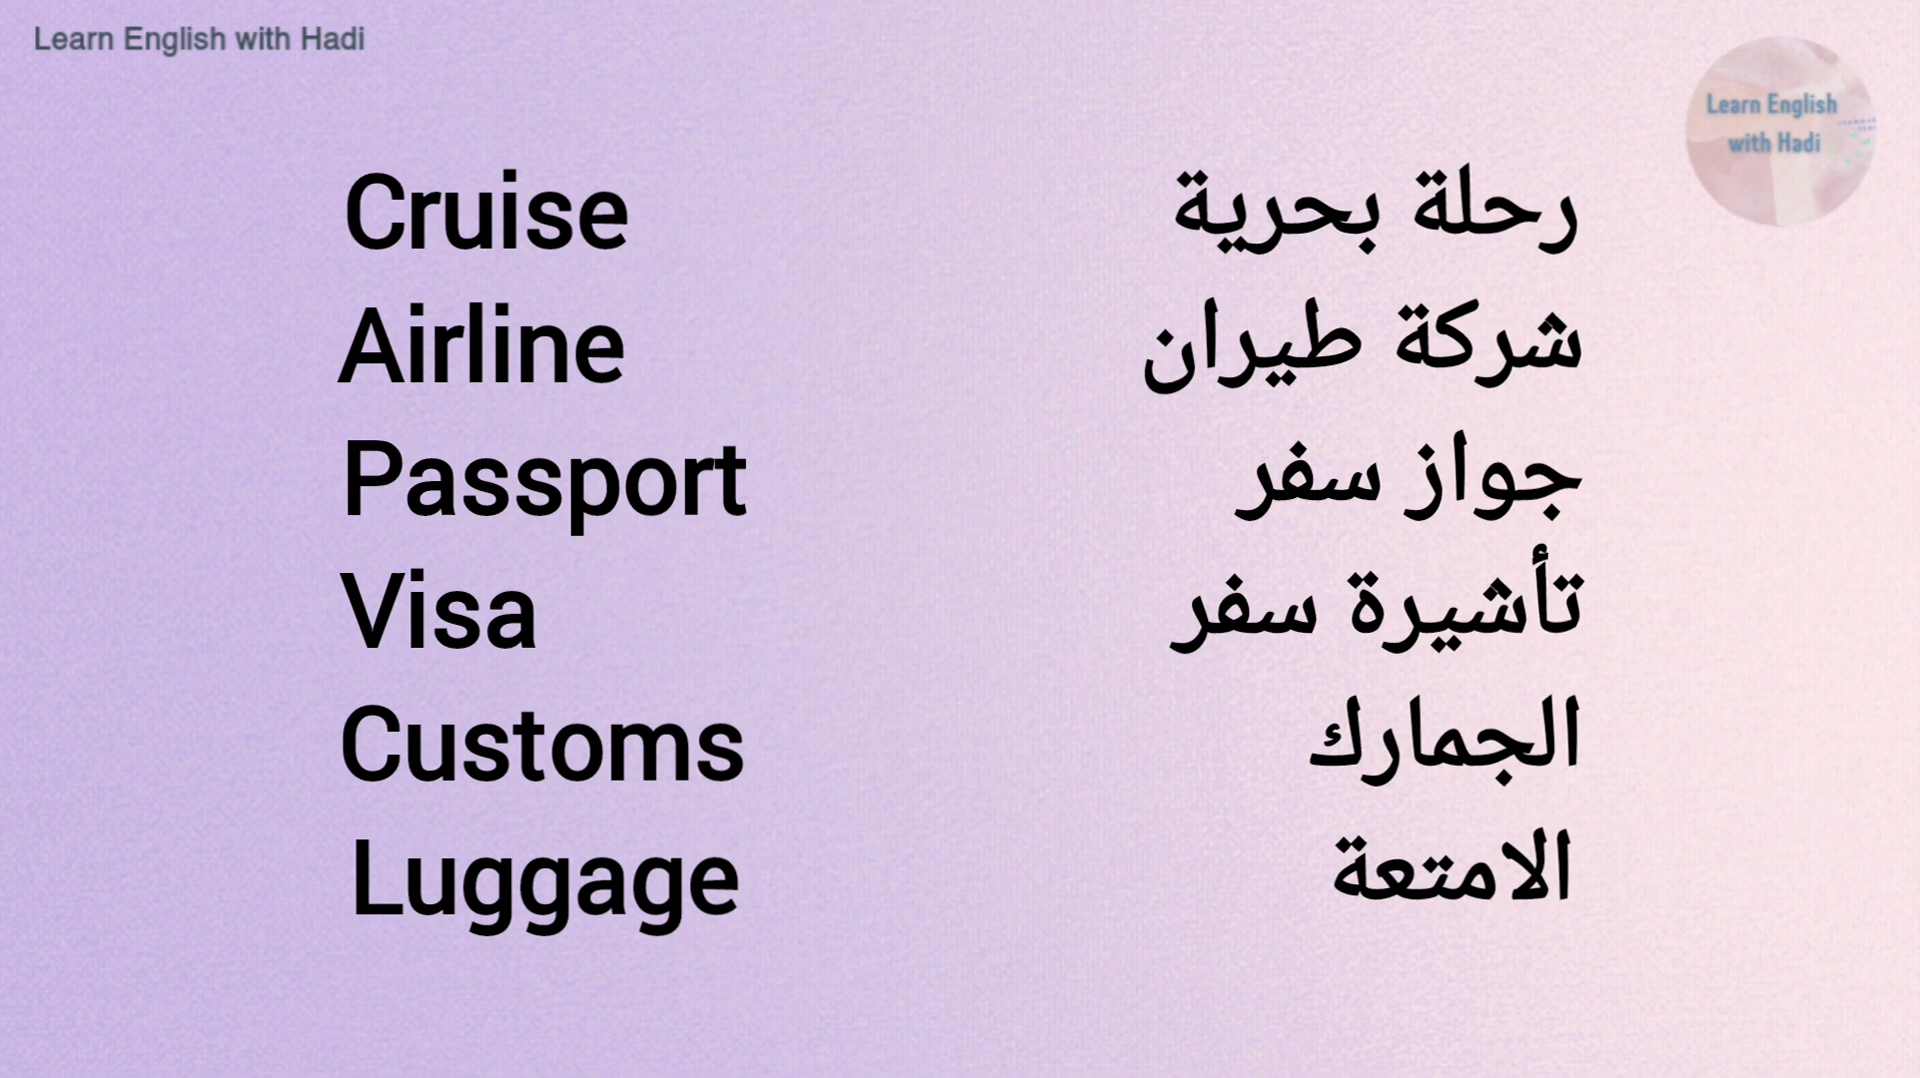 Learn English with Hadi
Learn English
with Hadi
Cruise رحلة بحرية
Airline شركة طيران
Passport جواز سفر
Visa تأشيرة سفر
Customs الجمارك
Luggage الامتعة